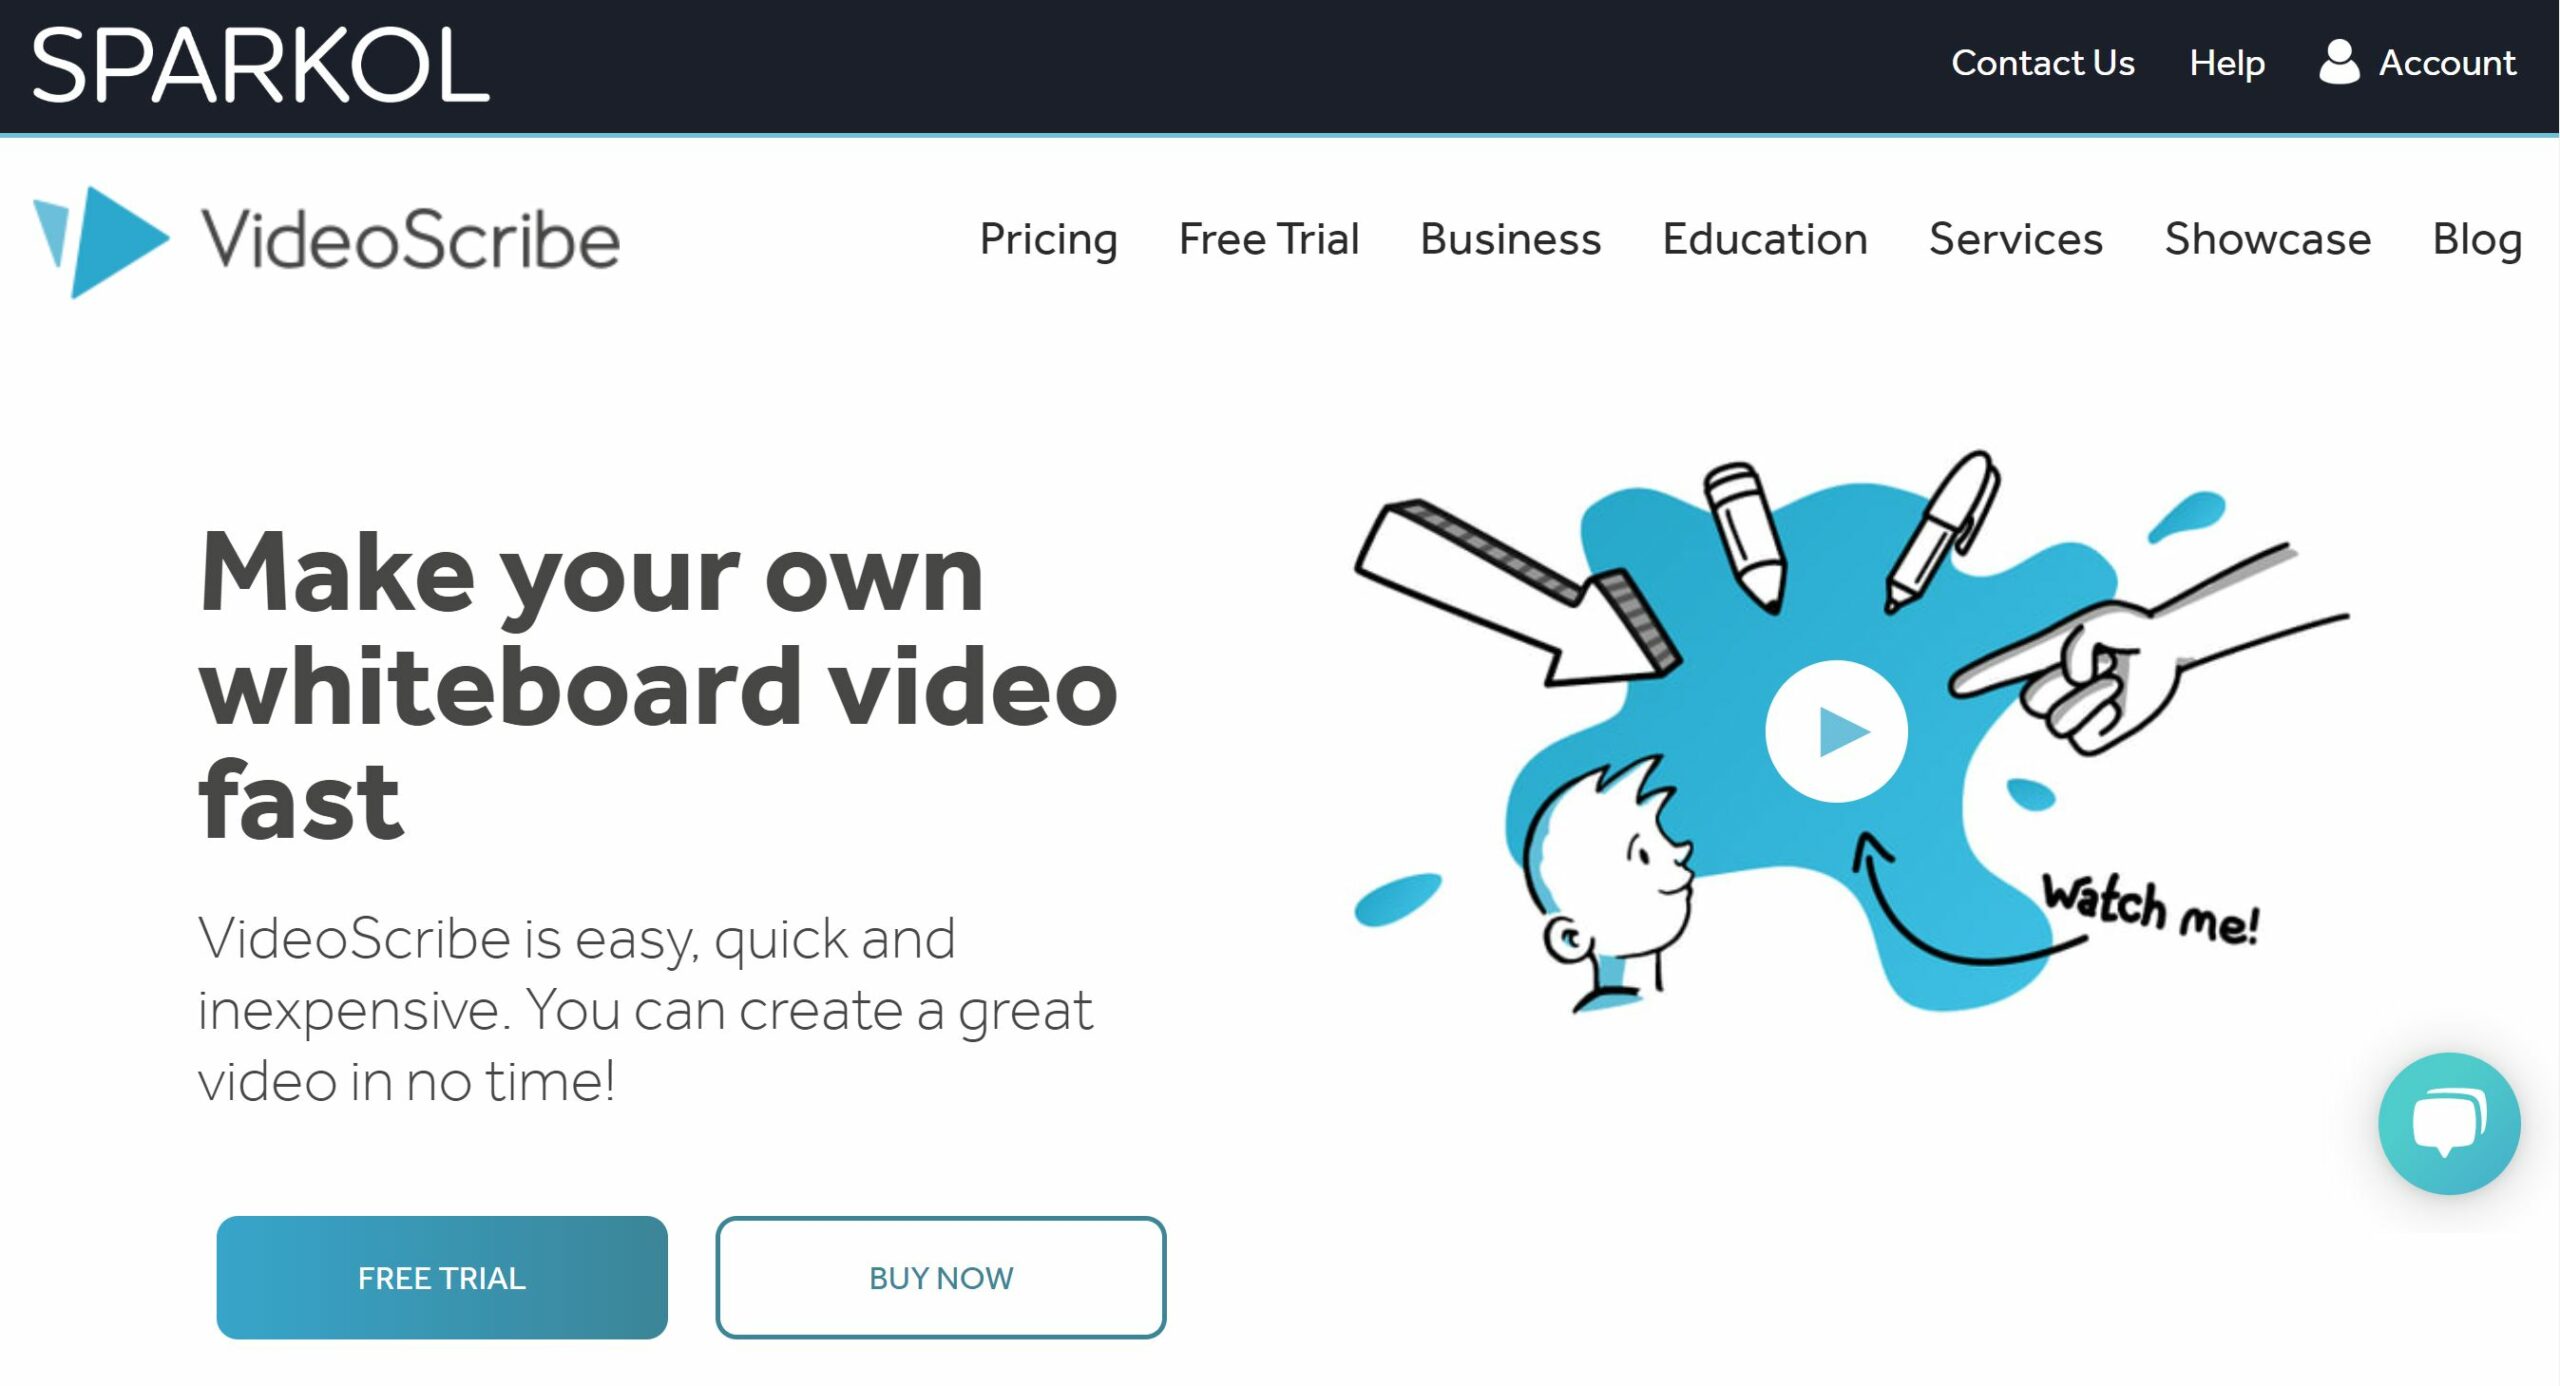 SPARKOL
Contact Us Help Account
VideoScribe
Pricing Free Trial Business Education Services Showcase Blog
Make your own
whiteboard video
fast
VideoScribe is easy, quick and
inexpensive. You can create a great
video in no time!
Watch me!
FREE TRIAL
BUY NOW